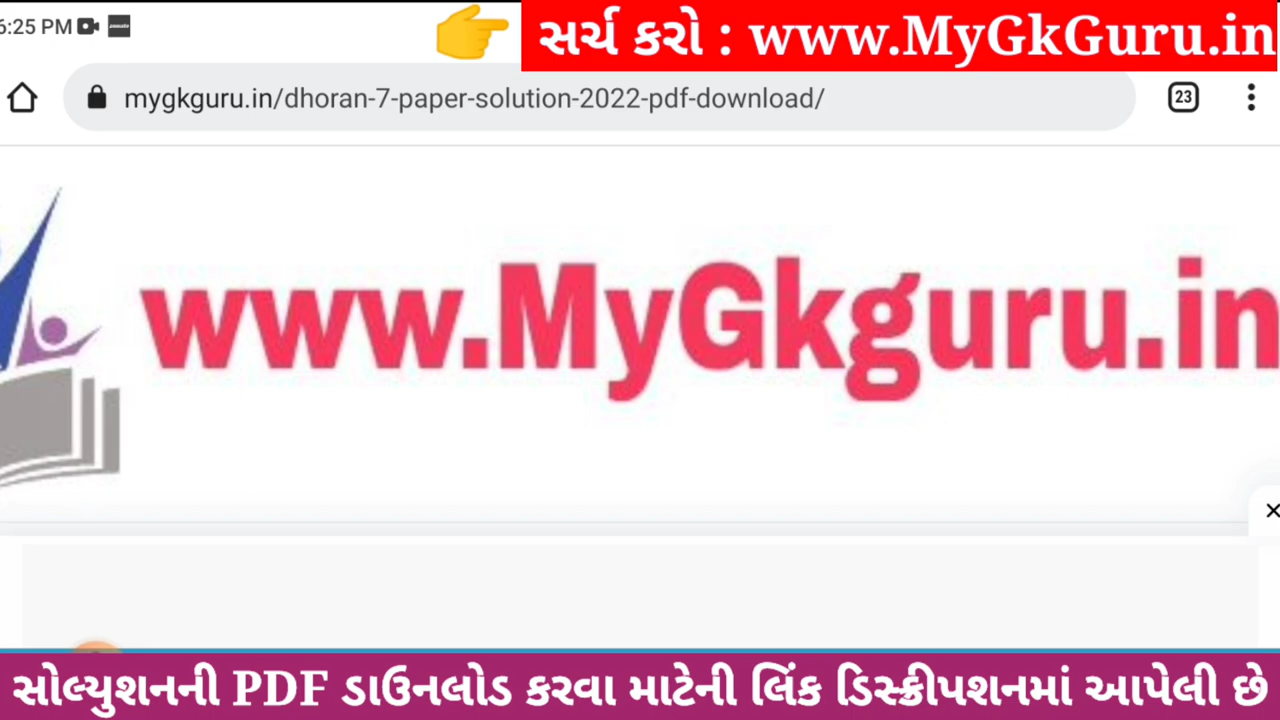 6:25 PM
સર્ચ કરો : www.MyGkGuru.in
mygkguru.in/dhoran-7-paper-solution-2022-pdf-download/
23
www.MyGkguru.in
સોલ્યુશનની PDF ડાઉનલોડ કરવા માટેની લિંક ડિસ્ક્રીપશનમાં આપેલી છે